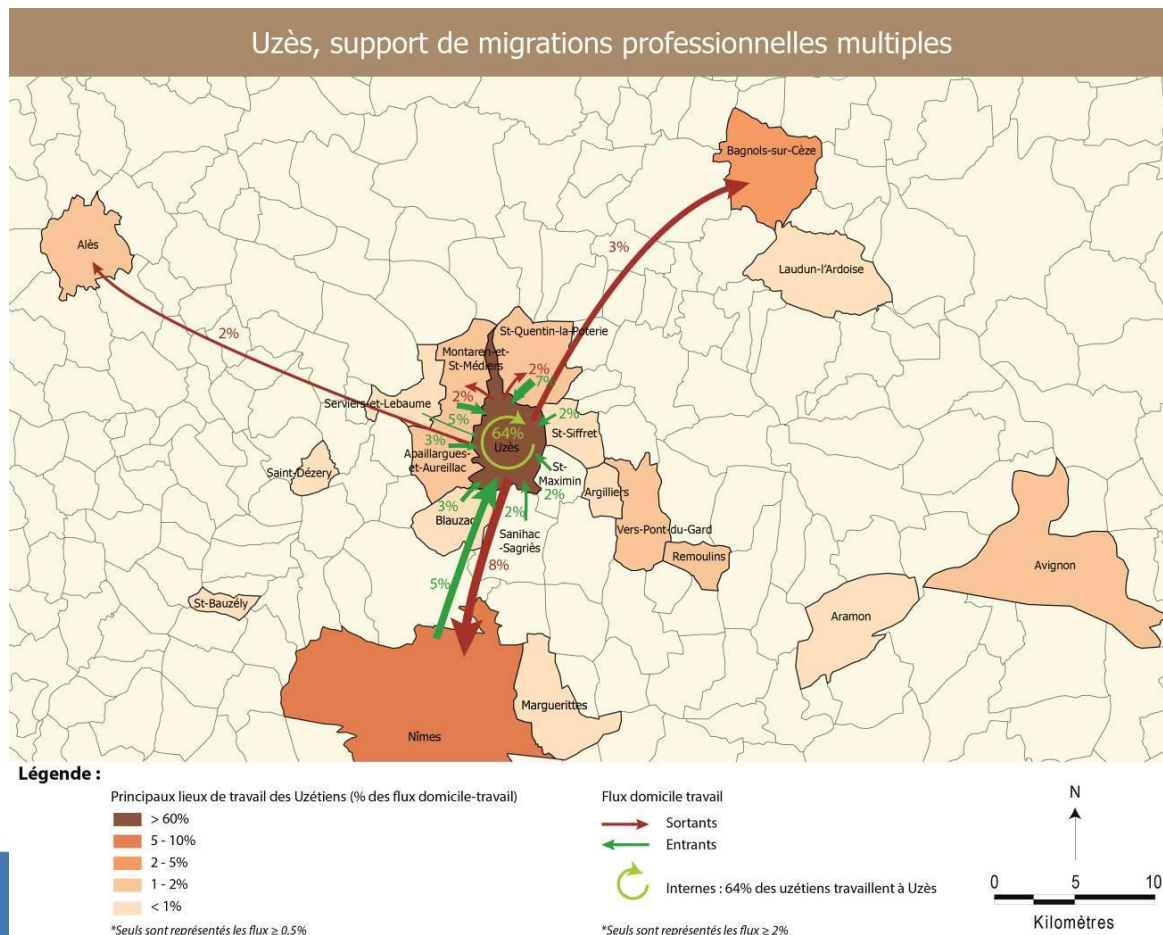 Uzès, support de migrations professionnelles multiples
Bagnols-sur-Cèze
Alès
3%
Laudun-l'Ardoise
2%
St-Quentin-la-Poterie
Montaren-et-
St-Médiers
2%
7%
2%
Serviers-et-Lebaume
5%
2%
64%
Uzès
St-Siffret
3%
Arpaillargues-
et-Aureillac
Saint-Dézery
St-
Maximin
2%
Argilliers
3%
Blauzac
2%
Sanihac
-Sagriès
Vers-Pont-du-Gard
Remoulins
Avignon
8%
5%
St-Bauzély
Aramon
Marguerittes
Nîmes
Légende :
Principaux lieux de travail des Uzétiens (% des flux domicile-travail)
> 60%
5 - 10%
2 - 5%
1 - 2%
< 1%
*Seuls sont représentés les flux ≥ 0,5%
Flux domicile travail
Sortants
Entrants
Internes : 64% des uzétiens travaillent à Uzès
*Seuls sont représentés les flux ≥ 2%
N
0 5 10
Kilomètres